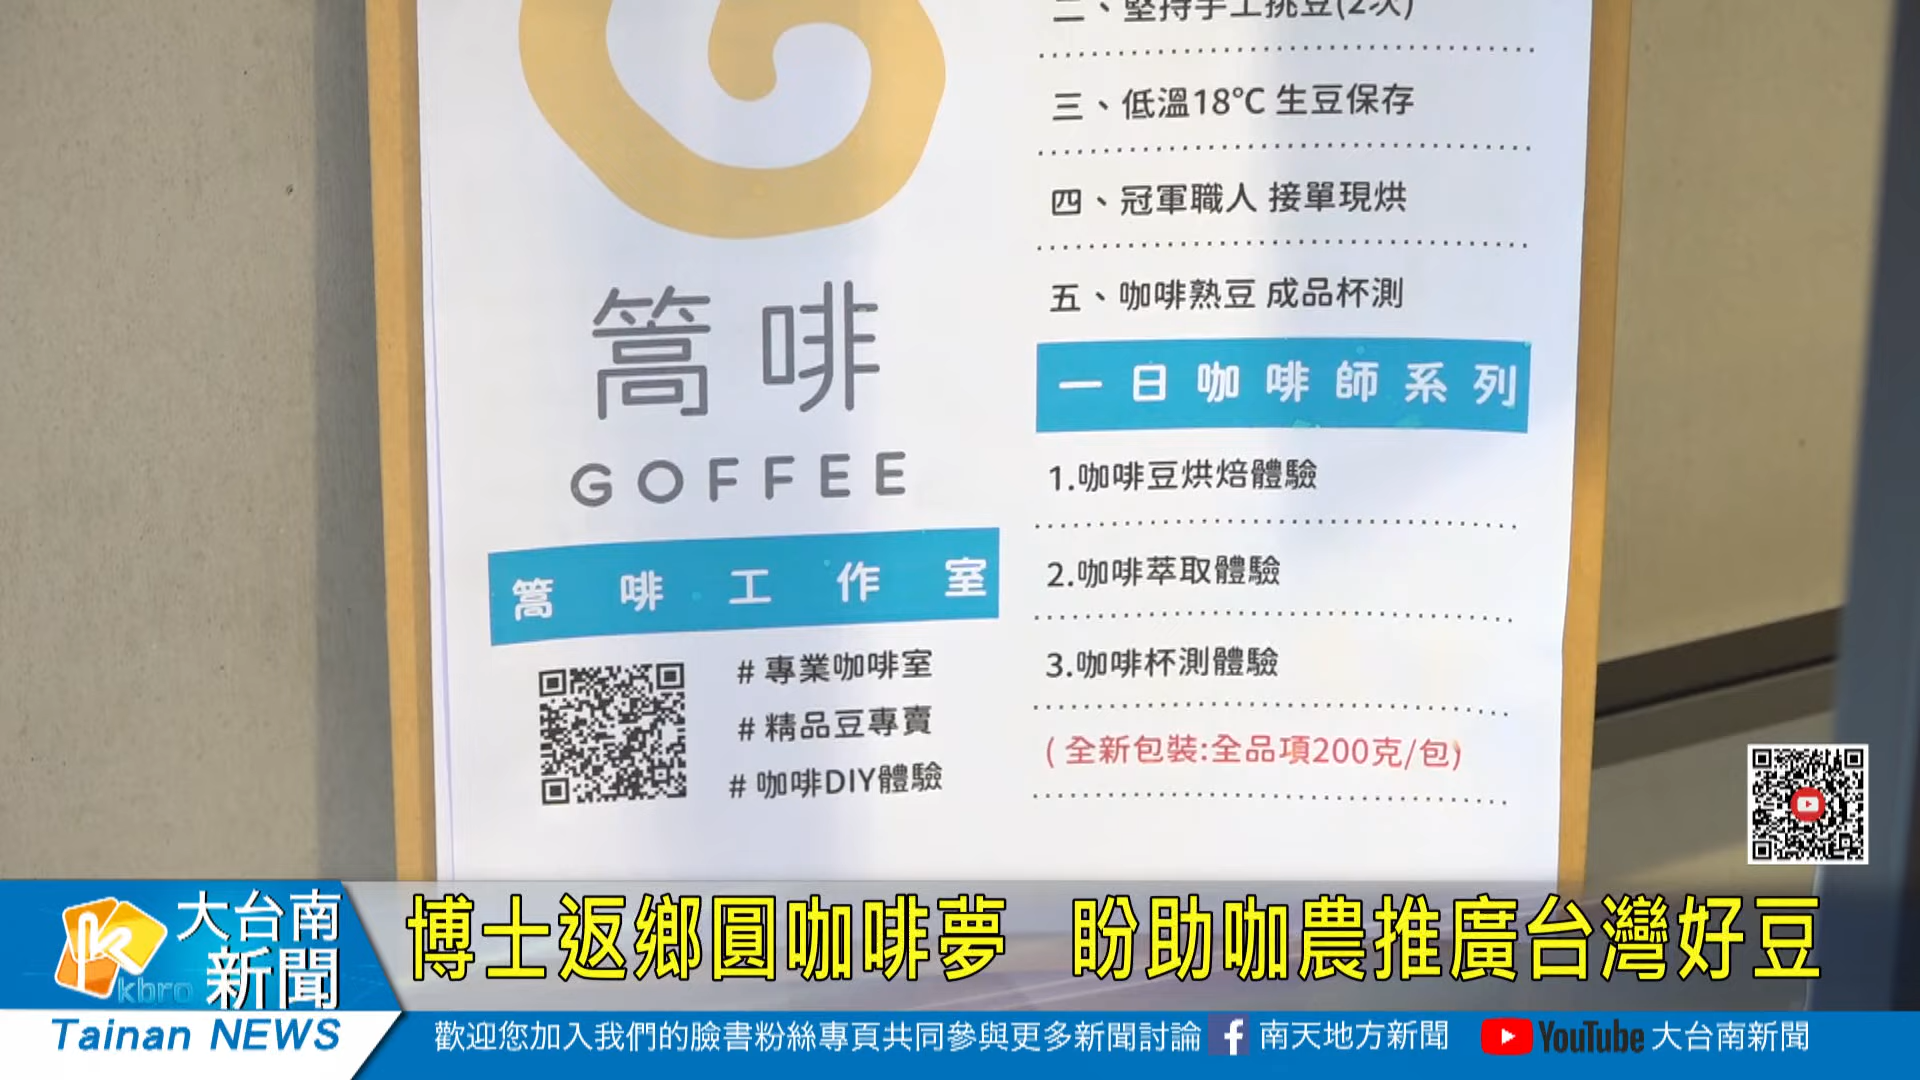 二、堅持手工挑豆(2次)
三、低溫18°C 生豆保存
四、冠軍職人 接單現烘
五、咖啡熟豆 成品杯測
篙啡
GOFFEE
篙啡工作室
# 專業咖啡室
# 精品豆專賣
# 咖啡DIY體驗
一日咖啡師系列
1.咖啡豆烘焙體驗
2.咖啡萃取體驗
3.咖啡杯測體驗
(全新包裝:全品項200克/包)
kbro
大台南
新聞
Tainan NEWS
博士返鄉圓咖啡夢 盼助咖農推廣台灣好豆
歡迎您加入我們的臉書粉絲專頁共同參與更多新聞討論 f 南天地方新聞 YouTube 大台南新聞